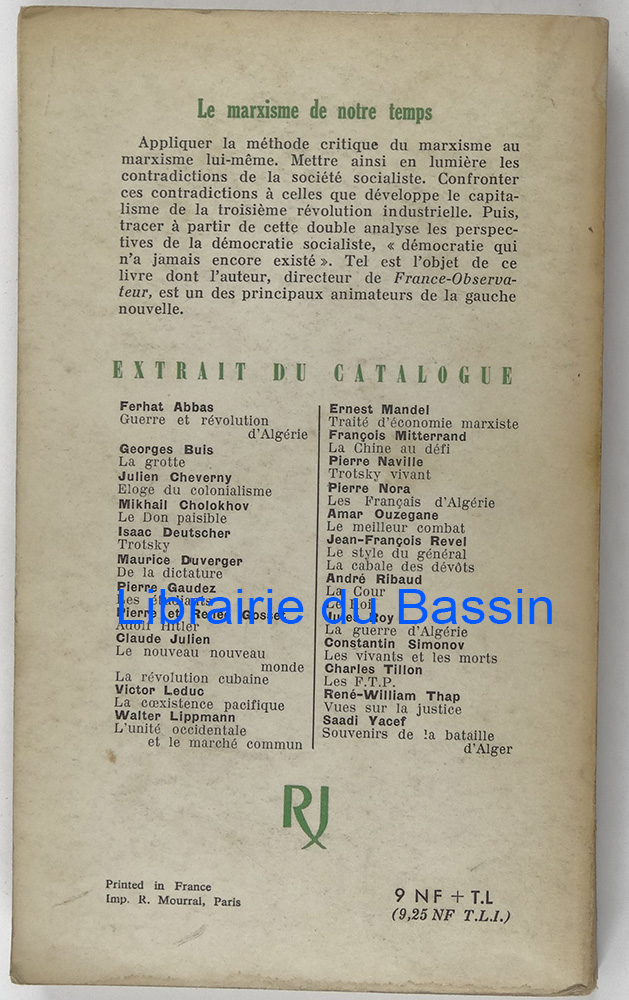 Le marxisme de notre temps
Appliquer la méthode critique du marxisme au
marxisme lui-même. Mettre ainsi en lumière les
contradictions de la société socialiste. Confronter
ces contradictions à celles que développe le capita-
lisme de la troisième révolution industrielle. Puis,
tracer à partir de cette double analyse les perspec-
tives de la démocratie socialiste, « démocratie qui
n'a jamais encore existé ». Tel est l'objet de ce
livre dont l'auteur, directeur de France-Observa-
teur, est un des principaux animateurs de la gauche
nouvelle.
EXTRAIT DU CATALOGUE
Ferhat Abbas
Guerre et révolution
d'Algérie
Georges Buis
La grotte
Julien Cheverny
Eloge du colonialisme
Mikhail Cholokhov
Le Don paisible
Isaac Deutscher
Trotsky
Maurice Duverger
De la dictature
Pierre Gaudez
Les étudiants
Pierre et Renée Gosset
Adolf Hitler
Claude Julien
Le nouveau nouveau
monde
La révolution cubaine
Victor Leduc
La cœxistence pacifique
Walter Lippmann
L'unité occidentale
et le marché commun
Ernest Mandel
Traité d'économie marxiste
François Mitterrand
La Chine au défi
Pierre Naville
Trotsky vivant
Pierre Nora
Les Français d'Algérie
Amar Ouzegane
Le meilleur combat
Jean-François Revel
Le style du général
La cabale des dévôts
André Ribaud
La Cour
Le Roi
Jules Roy
La guerre d'Algérie
Constantin Simonov
Les vivants et les morts
Charles Tillon
Les F.T.P.
René-William Thap
Vues sur la justice
Saadi Yacef
Souvenirs de la bataille
d'Alger
Librairie du Bassin
RJ
Printed in France
Imp. R. Mourral, Paris
9 NF + T.L
(9,25 NF T.L.I.)